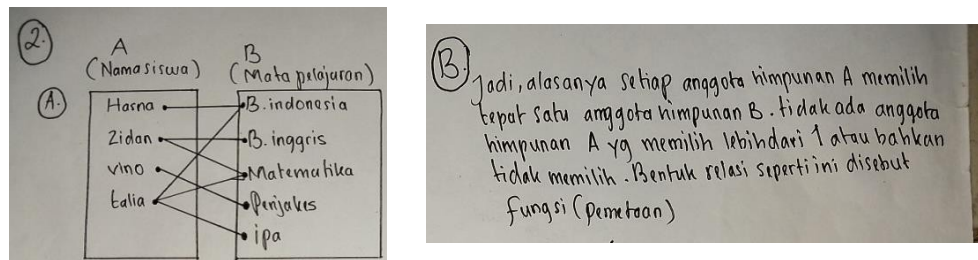 2.
A
(Nama siswa)
B
(Mata pelajaran)
A.
Hasna
Zidan
vino
talia
B.indonesia
B.inggris
Matematika
Penjakes
ipa
B.
Jadi, alasanya setiap anggota himpunan A memilih
tepat satu anggota himpunan B. tidak ada anggota
himpunan A yg memilih lebih dari 1 atau bahkan
tidak memilih. Bentuk relasi seperti ini disebut
fungsi (pemetaan)